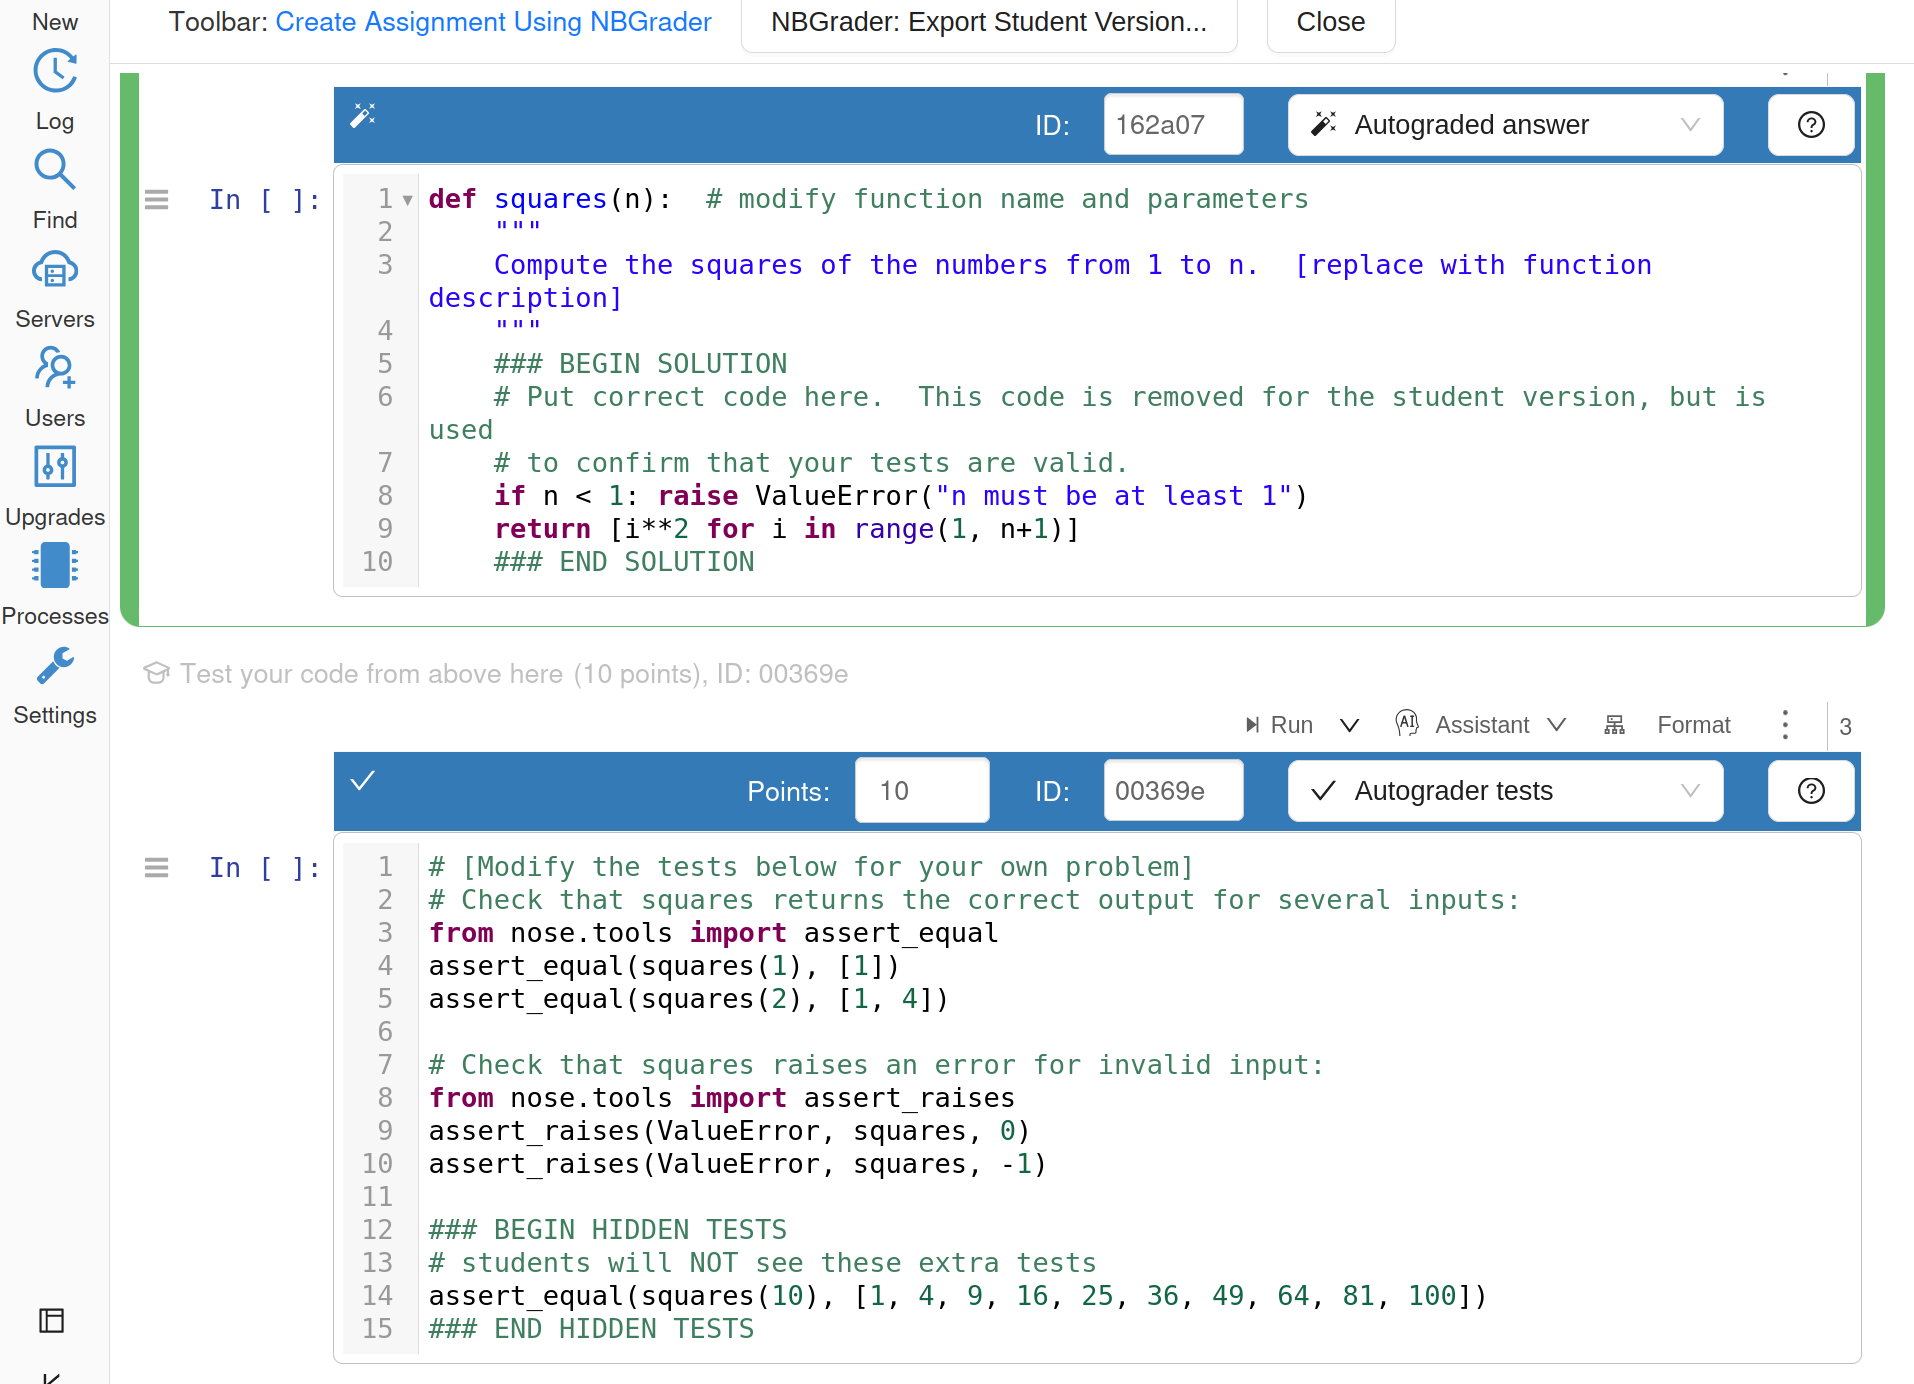 New
Log
Find
Servers
Users
Upgrades
Processes
Settings
Toolbar: Create Assignment Using NBGrader
NBGrader: Export Student Version...
Close
ID: 162a07 Autograded answer
In [ ]:
1 def squares(n):  # modify function name and parameters
2     """
3     Compute the squares of the numbers from 1 to n.  [replace with function
description]
4     """
5     ### BEGIN SOLUTION
6     # Put correct code here.  This code is removed for the student version, but is
used
7     # to confirm that your tests are valid.
8     if n < 1: raise ValueError("n must be at least 1")
9     return [i**2 for i in range(1, n+1)]
10     ### END SOLUTION
Test your code from above here (10 points), ID: 00369e
Run
AI Assistant
Format
3
Points: 10 ID: 00369e Autograder tests
In [ ]:
1 # [Modify the tests below for your own problem]
2 # Check that squares returns the correct output for several inputs:
3 from nose.tools import assert_equal
4 assert_equal(squares(1), [1])
5 assert_equal(squares(2), [1, 4])
6
7 # Check that squares raises an error for invalid input:
8 from nose.tools import assert_raises
9 assert_raises(ValueError, squares, 0)
10 assert_raises(ValueError, squares, -1)
11
12 ### BEGIN HIDDEN TESTS
13 # students will NOT see these extra tests
14 assert_equal(squares(10), [1, 4, 9, 16, 25, 36, 49, 64, 81, 100])
15 ### END HIDDEN TESTS